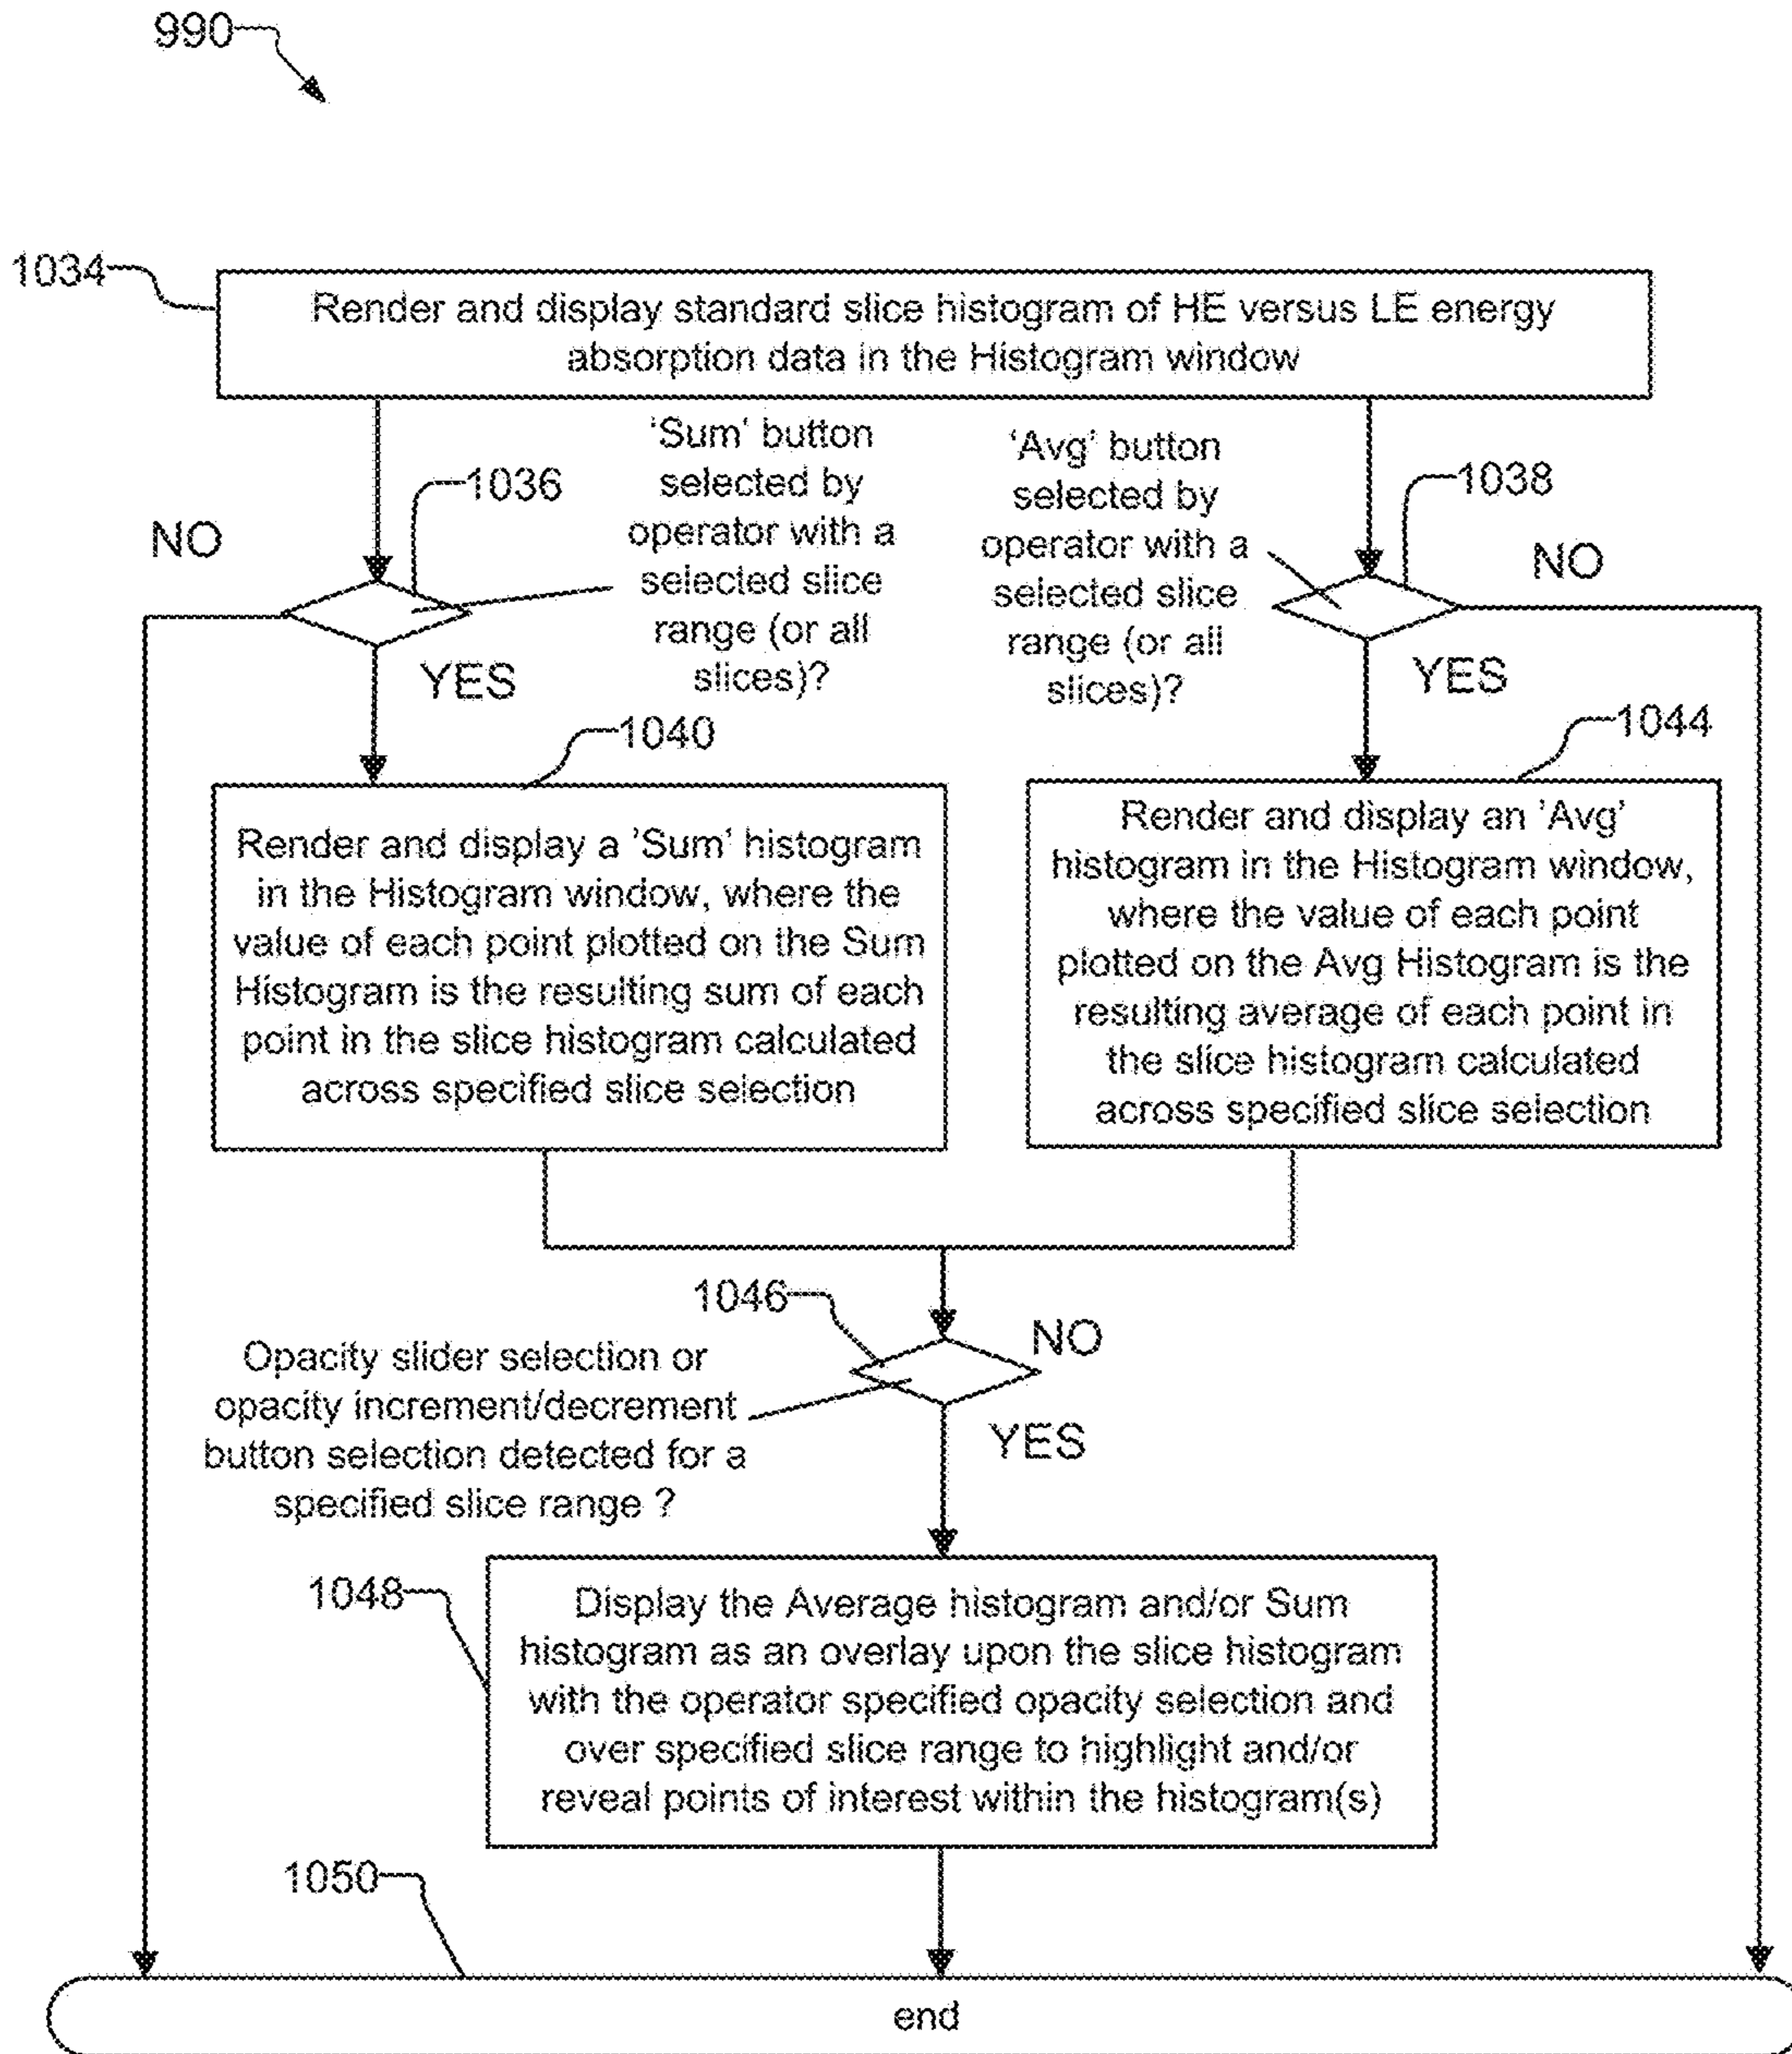 990
1034
Render and display standard slice histogram of HE versus LE energy
absorption data in the Histogram window
'Sum' button
selected by
operator with a
selected slice
range (or all
slices)?
1036
NO
YES
'Avg' button
selected by
operator with a
selected slice
range (or all
slices)?
1038
NO
YES
1040
Render and display a 'Sum' histogram
in the Histogram window, where the
value of each point plotted on the Sum
Histogram is the resulting sum of each
point in the slice histogram calculated
across specified slice selection
1044
Render and display an 'Avg'
histogram in the Histogram window,
where the value of each point
plotted on the Avg Histogram is the
resulting average of each point in
the slice histogram calculated
across specified slice selection
1046
NO
Opacity slider selection or
opacity increment/decrement
button selection detected for a
specified slice range ?
YES
1048
Display the Average histogram and/or Sum
histogram as an overlay upon the slice histogram
with the operator specified opacity selection and
over specified slice range to highlight and/or
reveal points of interest within the histogram(s)
1050
end